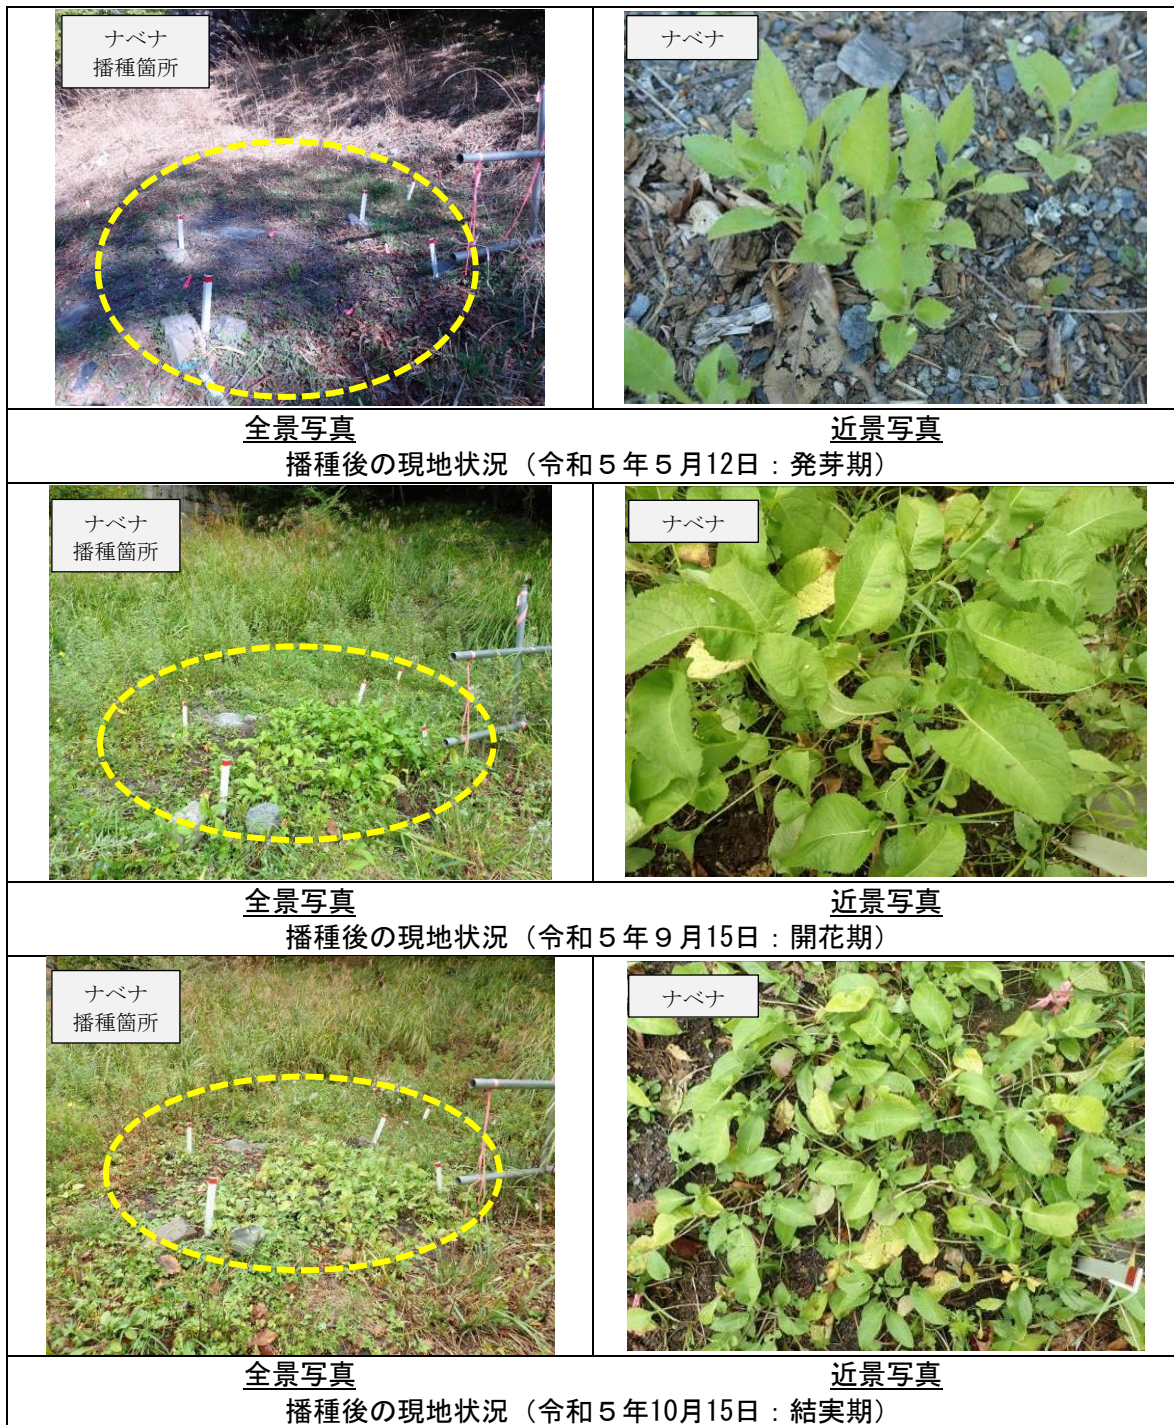 ナベナ
播種箇所
ナベナ
全景写真
近景写真
播種後の現地状況（令和５年５月12日：発芽期）
ナベナ
播種箇所
ナベナ
全景写真
近景写真
播種後の現地状況（令和５年９月15日：開花期）
ナベナ
播種箇所
ナベナ
全景写真
近景写真
播種後の現地状況（令和５年10月15日：結実期）